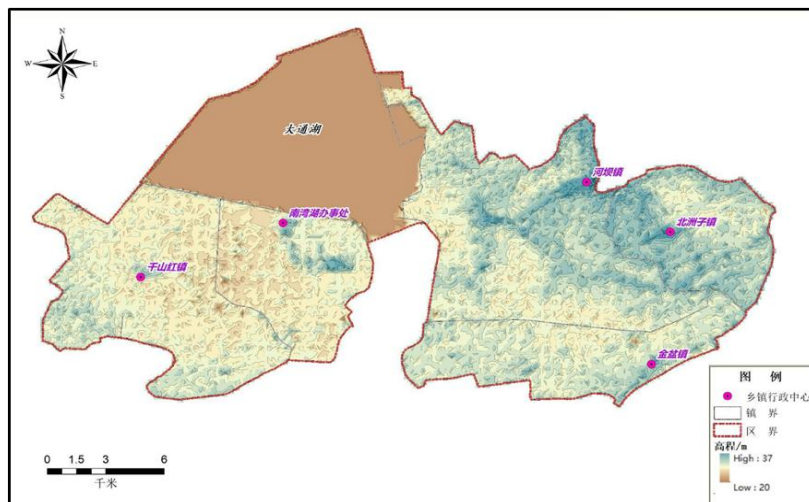 N
W
E
S
大通湖
河坝镇
南湾湖办事处
北洲子镇
千山红镇
金盆镇
图 例
乡镇行政中心
镇 界
区 界
高程/m
High : 37
Low : 20
0 1.5 3 6
千米